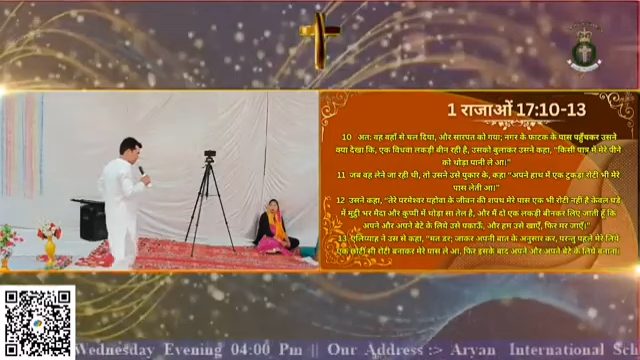 1 राजाओं 17:10-13
10 अतः वह वहाँ से चल दिया, और सारपत को गया; नगर के फाटक के पास पहुँचकर उसने
क्या देखा कि, एक विधवा लकड़ी बीन रही है, उसको बुलाकर उसने कहा, "किसी पात्र में मेरे पीने
को थोड़ा पानी ले आ।"
11 जब वह लेने जा रही थी, तो उसने उसे पुकार के, कहा "अपने हाथ में एक टुकड़ा रोटी भी मेरे
पास लेती आ।"
12 उसने कहा, "तेरे परमेश्वर यहोवा के जीवन की शपथ मेरे पास एक भी रोटी नहीं है केवल घड़े
में मुट्ठी भर मैदा और कुप्पी में थोड़ा सा तेल है, और मैं दो एक लकड़ी बीनकर लिए जाती हूँ कि
अपने और अपने बेटे के लिये उसे पकाऊँ, और हम उसे खाएँ, फिर मर जाएँ।"
13 एलिय्याह ने उस से कहा, "मत डर; जाकर अपनी बात के अनुसार कर, परन्तु पहले मेरे लिये
एक छोटी सी रोटी बनाकर मेरे पास ले आ, फिर इसके बाद अपने और अपने बेटे के लिये बनाना।
Wednesday Evening 04:00 Pm || Our Address :> Aryan International Sch